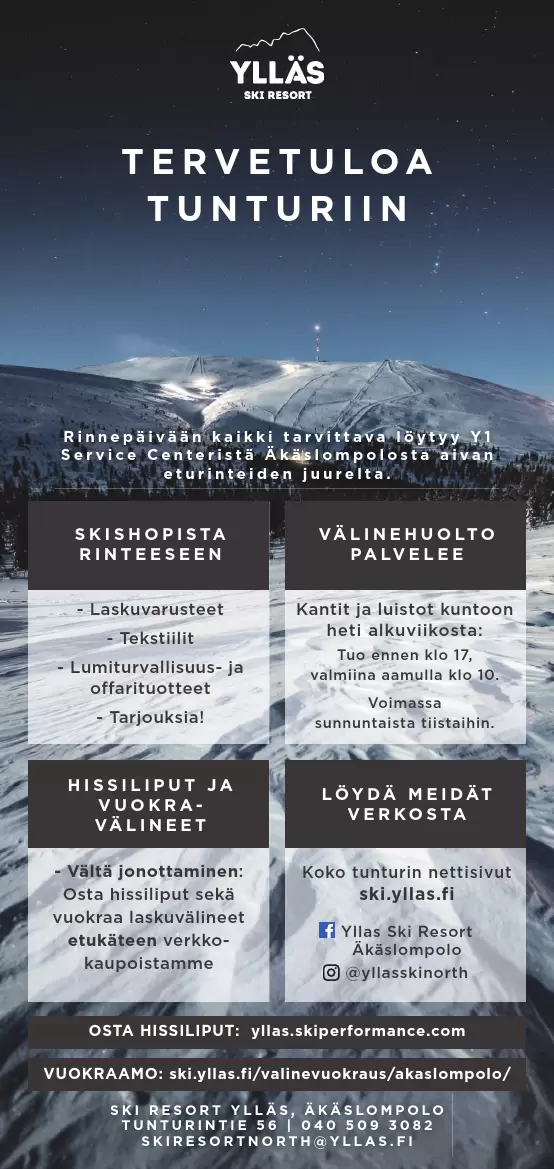 YLLÄS
SKI RESORT
TERVETULOA
TUNTURIIN
Rinnepäivään kaikki tarvittava löytyy Y1
Service Centeristä Äkäslompolosta aivan
eturinteiden juurelta.
SKISHOPISTA
RINTEESEEN
- Laskuvarusteet
- Tekstiilit
- Lumiturvallisuus- ja
offarituotteet
- Tarjouksia!
VÄLINEHUOLTO
PALVELEE
Kantit ja luistot kuntoon
heti alkuviikosta:
Tuo ennen klo 17,
valmiina aamulla klo 10.
Voimassa
sunnuntaista tiistaihin.
HISSILIPUT JA
VUOKRA-
VÄLINEET
- Vältä jonottaminen:
Osta hissiliput sekä
vuokraa laskuvälineet
etukäteen verkko-
kaupoistamme
LÖYDÄ MEIDÄT
VERKOSTA
Koko tunturin nettisivut
ski.yllas.fi
Yllas Ski Resort
Äkäslompolo
@yllasskinorth
OSTA HISSILIPUT: yllas.skiperformance.com
VUOKRAAMO: ski.yllas.fi/valinevuokraus/akaslompolo/
SKI RESORT YLLÄS, ÄKÄSLOMPOLO
TUNTURINTIE 56 | 040 509 3082
SKIRESORTNORTH@YLLAS.FI